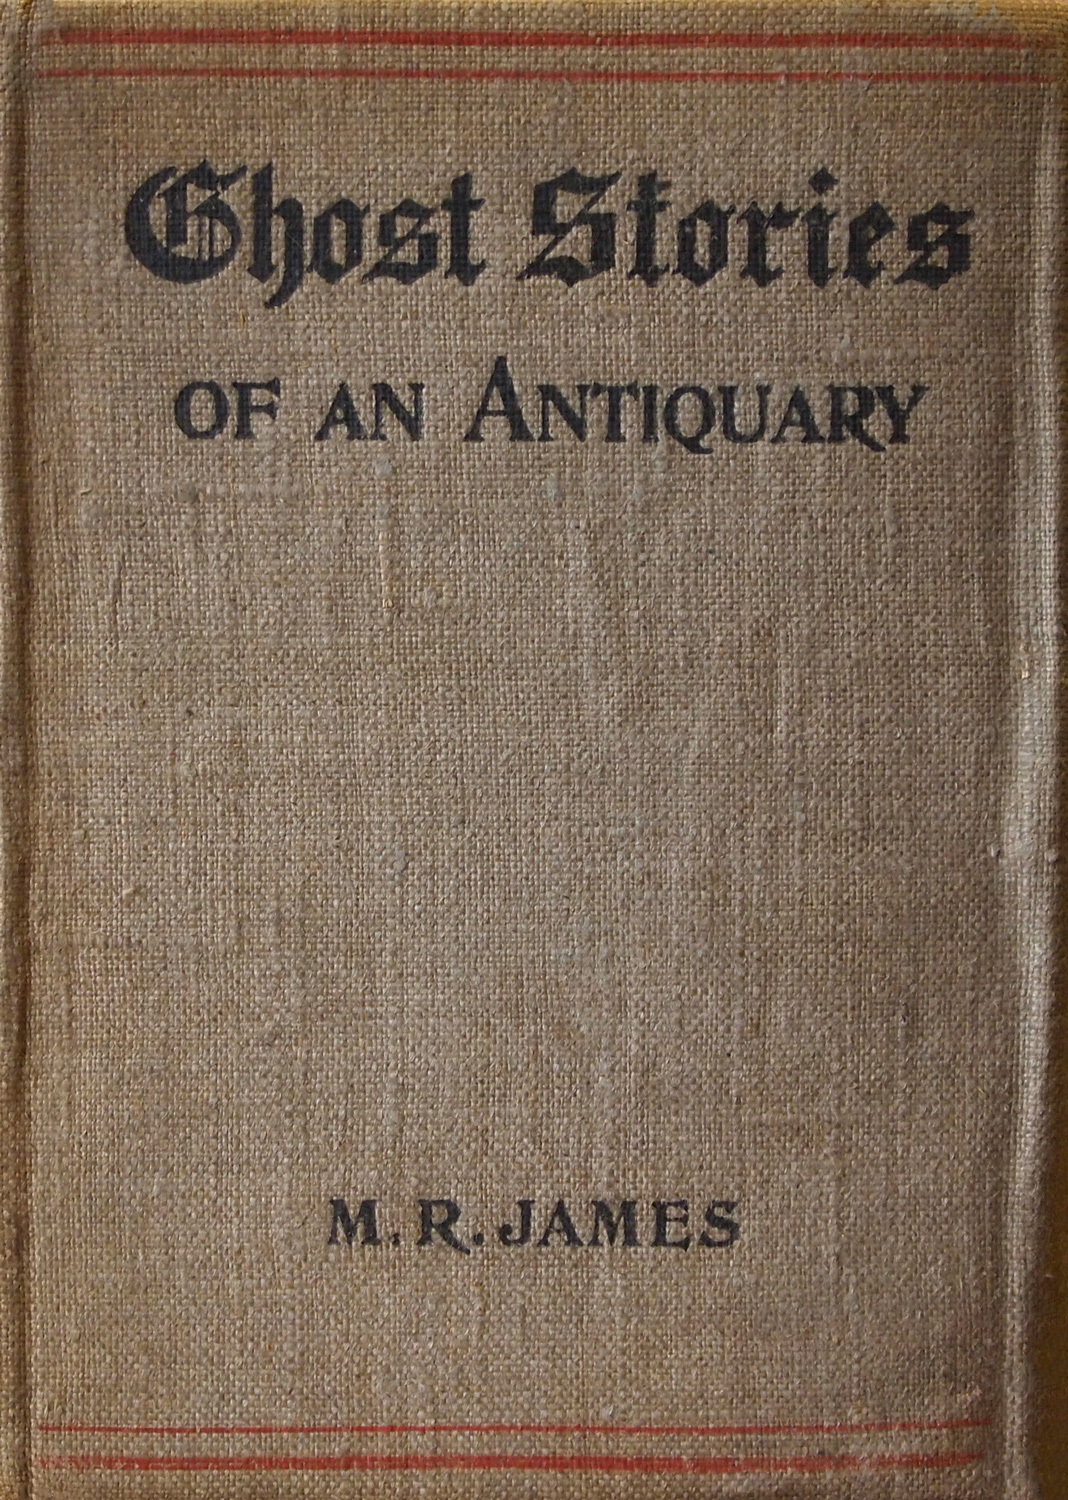 Ghost Stories
OF AN ANTIQUARY
M. R. JAMES